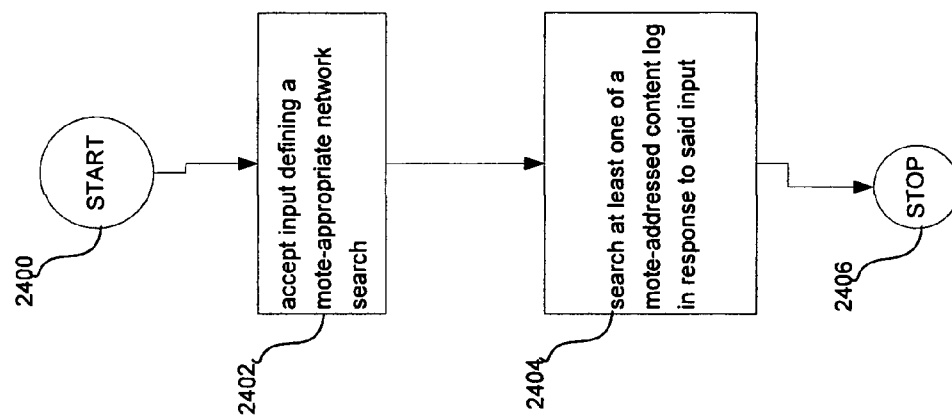 2400
START
2402
accept input defining a
mote-appropriate network
search
2404
search at least one of a
mote-addressed content log
in response to said input
2406
STOP